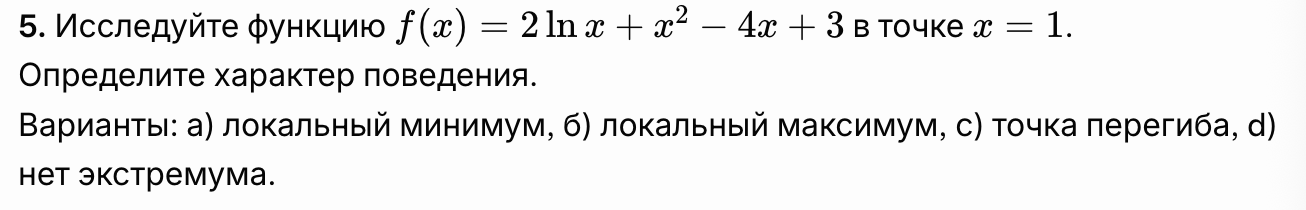 5. Исследуйте функцию f(x) = 2 ln x + x² − 4x + 3 в точке x = 1.
Определите характер поведения.
Варианты: а) локальный минимум, б) локальный максимум, с) точка перегиба, d)
нет экстремума.